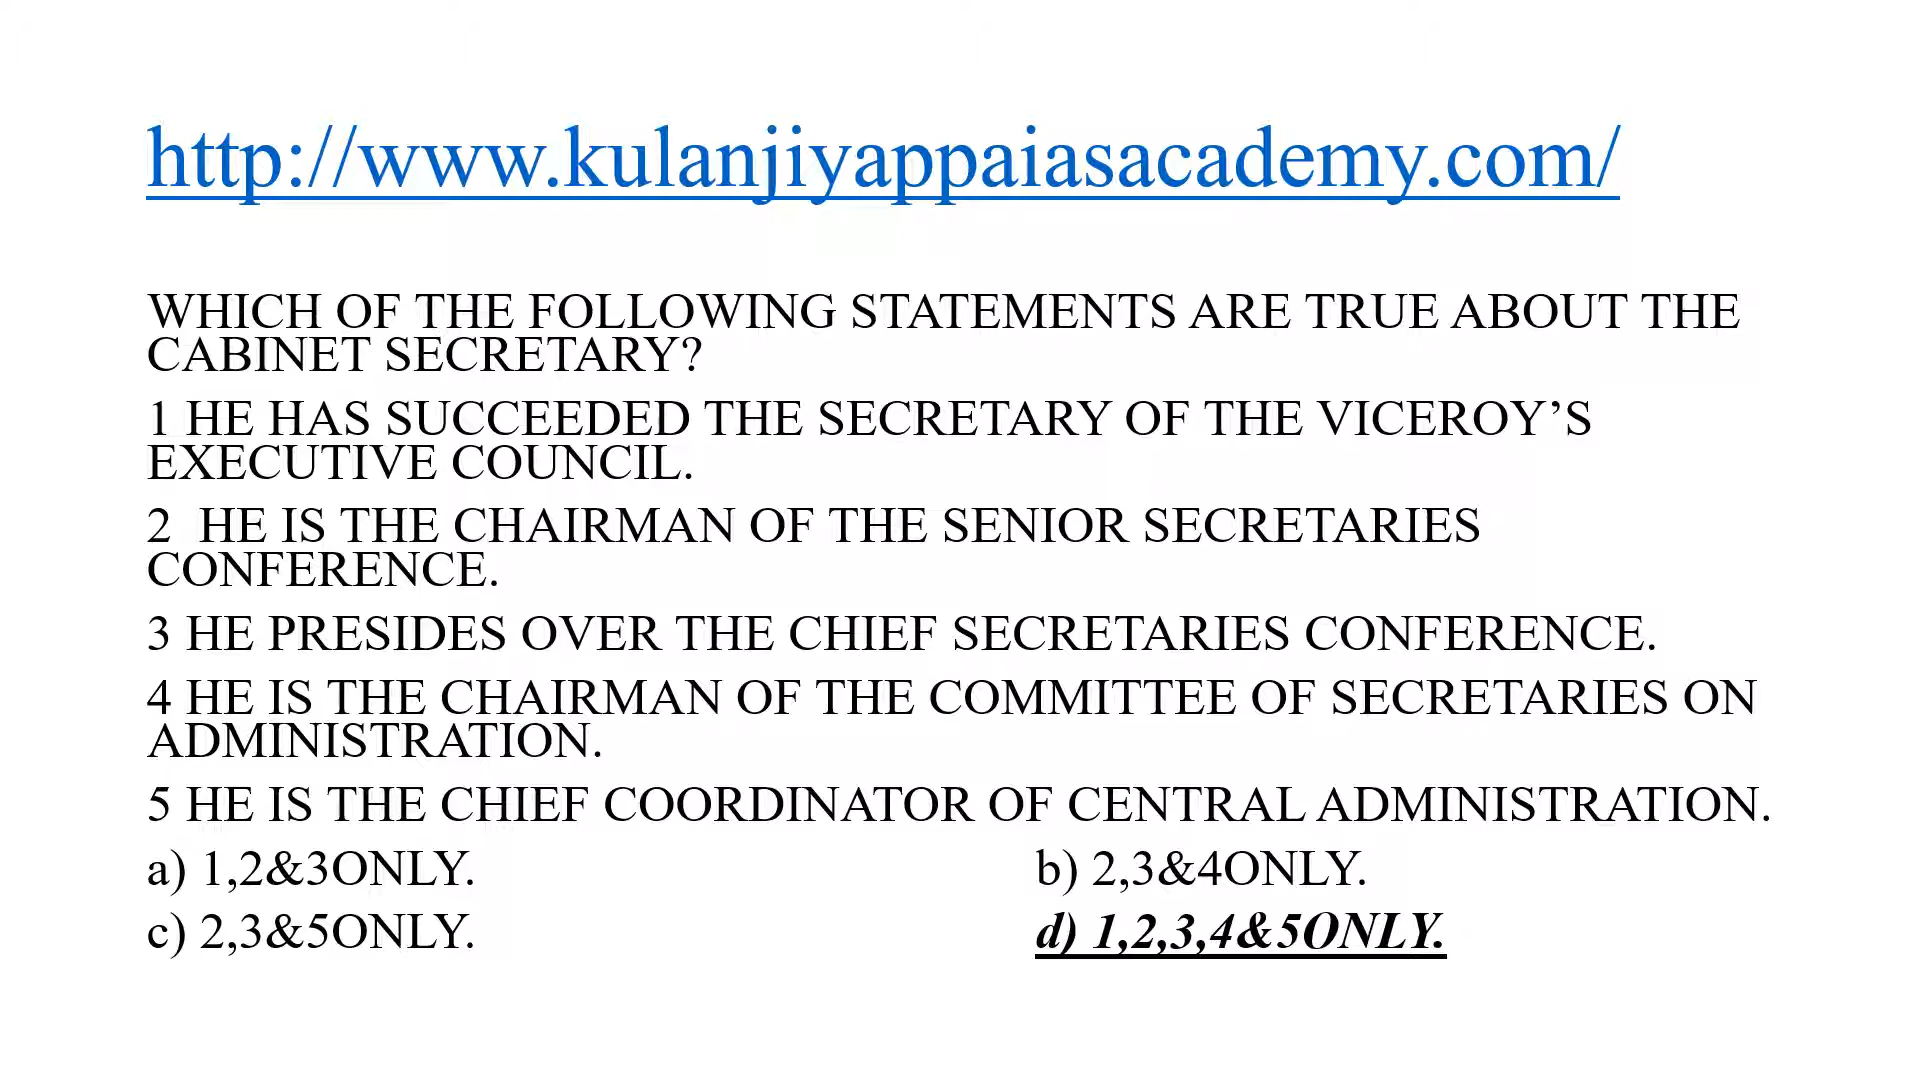 http://www.kulanjiyappaiasacademy.com/
WHICH OF THE FOLLOWING STATEMENTS ARE TRUE ABOUT THE
CABINET SECRETARY?
1 HE HAS SUCCEEDED THE SECRETARY OF THE VICEROY’S
EXECUTIVE COUNCIL.
2  HE IS THE CHAIRMAN OF THE SENIOR SECRETARIES
CONFERENCE.
3 HE PRESIDES OVER THE CHIEF SECRETARIES CONFERENCE.
4 HE IS THE CHAIRMAN OF THE COMMITTEE OF SECRETARIES ON
ADMINISTRATION.
5 HE IS THE CHIEF COORDINATOR OF CENTRAL ADMINISTRATION.
a) 1,2&3ONLY. b) 2,3&4ONLY.
c) 2,3&5ONLY. d) 1,2,3,4&5ONLY.